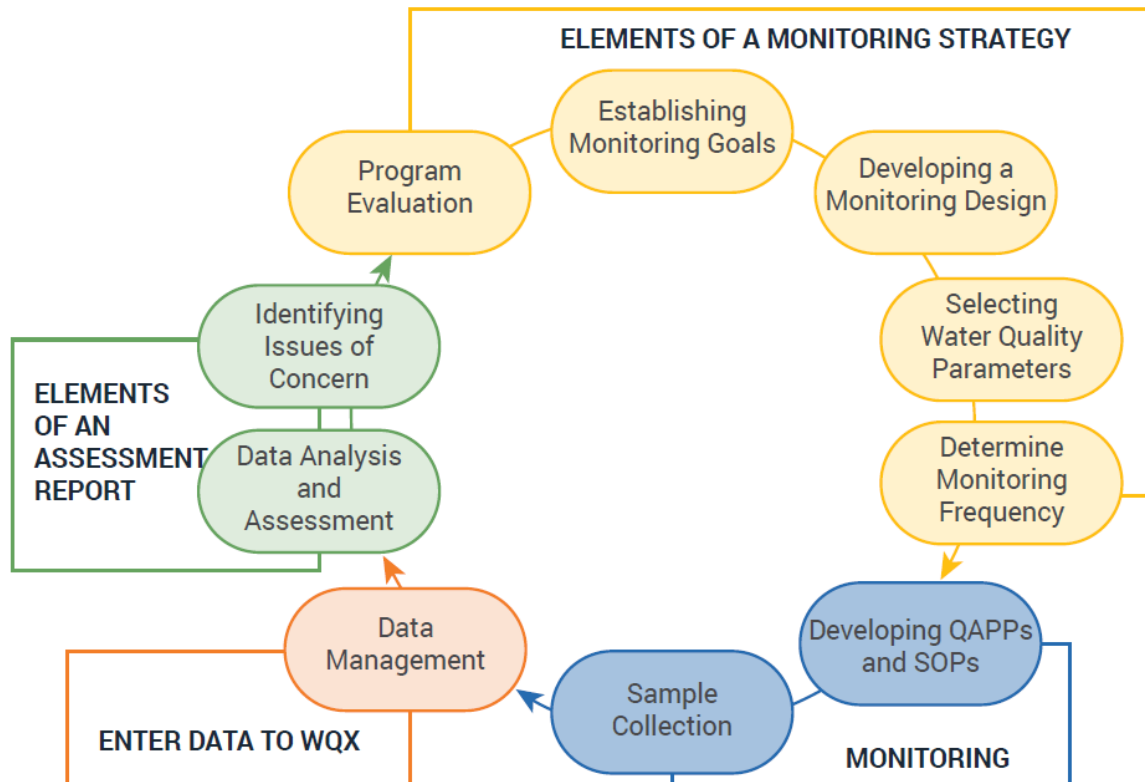 ELEMENTS OF A MONITORING STRATEGY
Establishing
Monitoring Goals
Program
Evaluation
Developing a
Monitoring Design
Identifying
Issues of
Concern
Selecting
Water Quality
Parameters
ELEMENTS
OF AN
ASSESSMENT
REPORT
Data Analysis
and
Assessment
Determine
Monitoring
Frequency
Data
Management
Developing QAPPs
and SOPs
Sample
Collection
ENTER DATA TO WQX
MONITORING